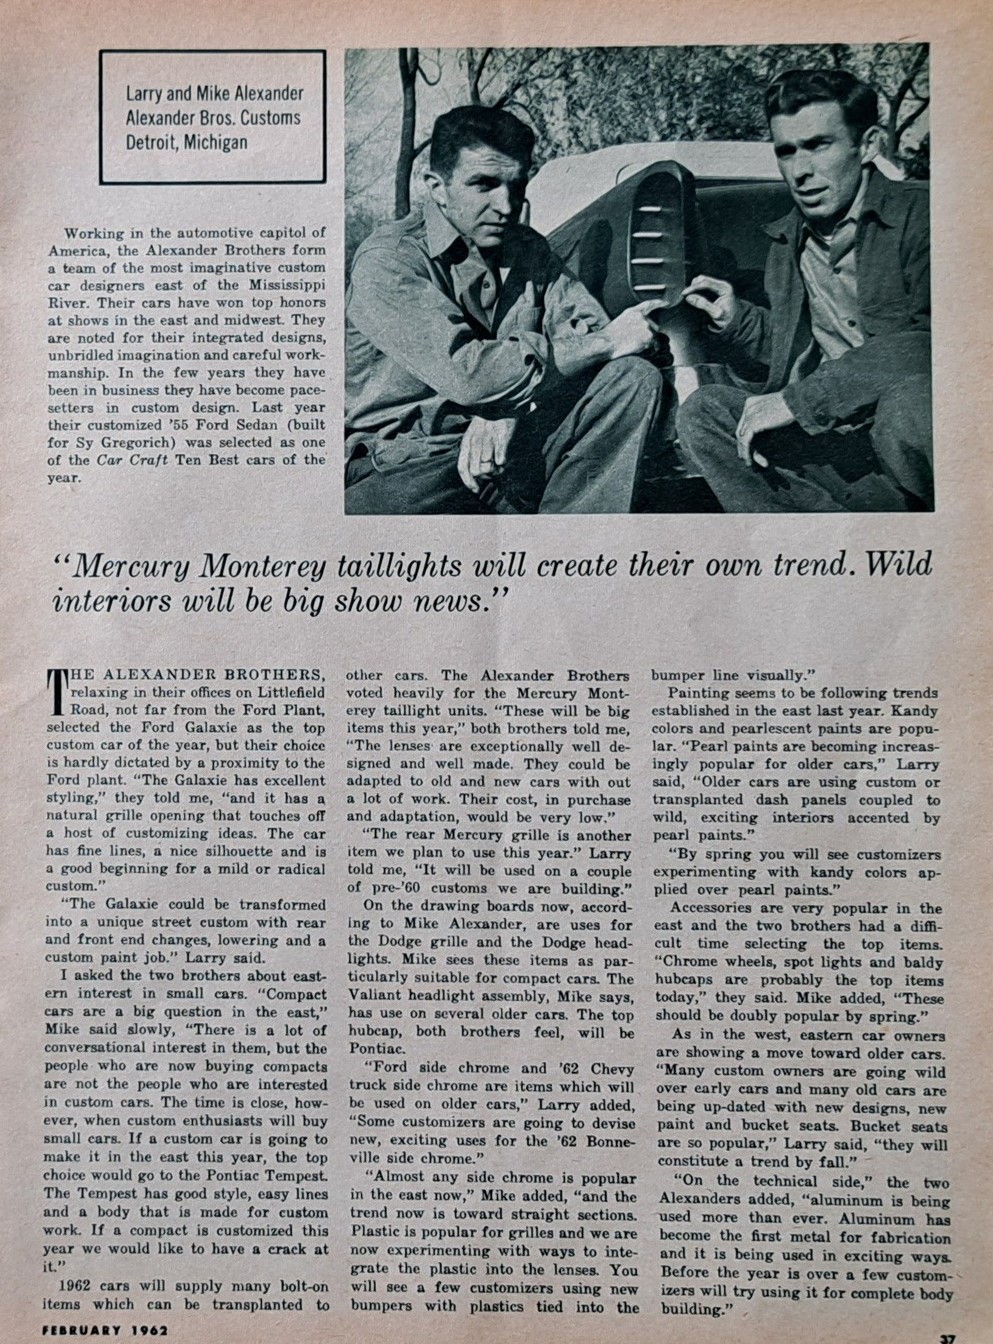 Larry and Mike Alexander
Alexander Bros. Customs
Detroit, Michigan
Working in the automotive capitol of
America, the Alexander Brothers form
a team of the most imaginative custom
car designers east of the Mississippi
River. Their cars have won top honors
at shows in the east and midwest. They
are noted for their integrated designs,
unbridled imagination and careful work-
manship. In the few years they have
been in business they have become pace-
setters in custom design. Last year
their customized '55 Ford Sedan (built
for Sy Gregorich) was selected as one
of the Car Craft Ten Best cars of the
year.
“Mercury Monterey taillights will create their own trend. Wild
interiors will be big show news.”
THE ALEXANDER BROTHERS,
relaxing in their offices on Littlefield
Road, not far from the Ford Plant,
selected the Ford Galaxie as the top
custom car of the year, but their choice
is hardly dictated by a proximity to the
Ford plant. “The Galaxie has excellent
styling,” they told me, “and it has a
natural grille opening that touches off
a host of customizing ideas. The car
has fine lines, a nice silhouette and is
a good beginning for a mild or radical
custom.”
“The Galaxie could be transformed
into a unique street custom with rear
and front end changes, lowering and a
custom paint job.” Larry said.
I asked the two brothers about east-
ern interest in small cars. “Compact
cars are a big question in the east,”
Mike said slowly, “There is a lot of
conversational interest in them, but the
people who are now buying compacts
are not the people who are interested
in custom cars. The time is close, how-
ever, when custom enthusiasts will buy
small cars. If a custom car is going to
make it in the east this year, the top
choice would go to the Pontiac Tempest.
The Tempest has good style, easy lines
and a body that is made for custom
work. If a compact is customized this
year we would like to have a crack at
it.”
1962 cars will supply many bolt-on
items which can be transplanted to
other cars. The Alexander Brothers
voted heavily for the Mercury Mont-
erey taillight units. “These will be big
items this year,” both brothers told me,
“The lenses are exceptionally well de-
signed and well made. They could be
adapted to old and new cars with out
a lot of work. Their cost, in purchase
and adaptation, would be very low.”
“The rear Mercury grille is another
item we plan to use this year.” Larry
told me, “It will be used on a couple
of pre-'60 customs we are building.”
On the drawing boards now, accord-
ing to Mike Alexander, are uses for
the Dodge grille and the Dodge head-
lights. Mike sees these items as par-
ticularly suitable for compact cars. The
Valiant headlight assembly, Mike says,
has use on several older cars. The top
hubcap, both brothers feel, will be
Pontiac.
“Ford side chrome and '62 Chevy
truck side chrome are items which will
be used on older cars,” Larry added,
“Some customizers are going to devise
new, exciting uses for the '62 Bonne-
ville side chrome.”
“Almost any side chrome is popular
in the east now,” Mike added, “and the
trend now is toward straight sections.
Plastic is popular for grilles and we are
now experimenting with ways to inte-
grate the plastic into the lenses. You
will see a few customizers using new
bumpers with plastics tied into the
bumper line visually.”
Painting seems to be following trends
established in the east last year. Kandy
colors and pearlescent paints are popu-
lar. “Pearl paints are becoming increas-
ingly popular for older cars,” Larry
said, “Older cars are using custom or
transplanted dash panels coupled to
wild, exciting interiors accented by
pearl paints.”
“By spring you will see customizers
experimenting with kandy colors ap-
plied over pearl paints.”
Accessories are very popular in the
east and the two brothers had a diffi-
cult time selecting the top items.
“Chrome wheels, spot lights and baldy
hubcaps are probably the top items
today,” they said. Mike added, “These
should be doubly popular by spring.”
As in the west, eastern car owners
are showing a move toward older cars.
“Many custom owners are going wild
over early cars and many old cars are
being up-dated with new designs, new
paint and bucket seats. Bucket seats
are so popular,” Larry said, “they will
constitute a trend by fall.”
“On the technical side,” the two
Alexanders added, “aluminum is being
used more than ever. Aluminum has
become the first metal for fabrication
and it is being used in exciting ways.
Before the year is over a few custom-
izers will try using it for complete body
building.”
FEBRUARY 1962
37